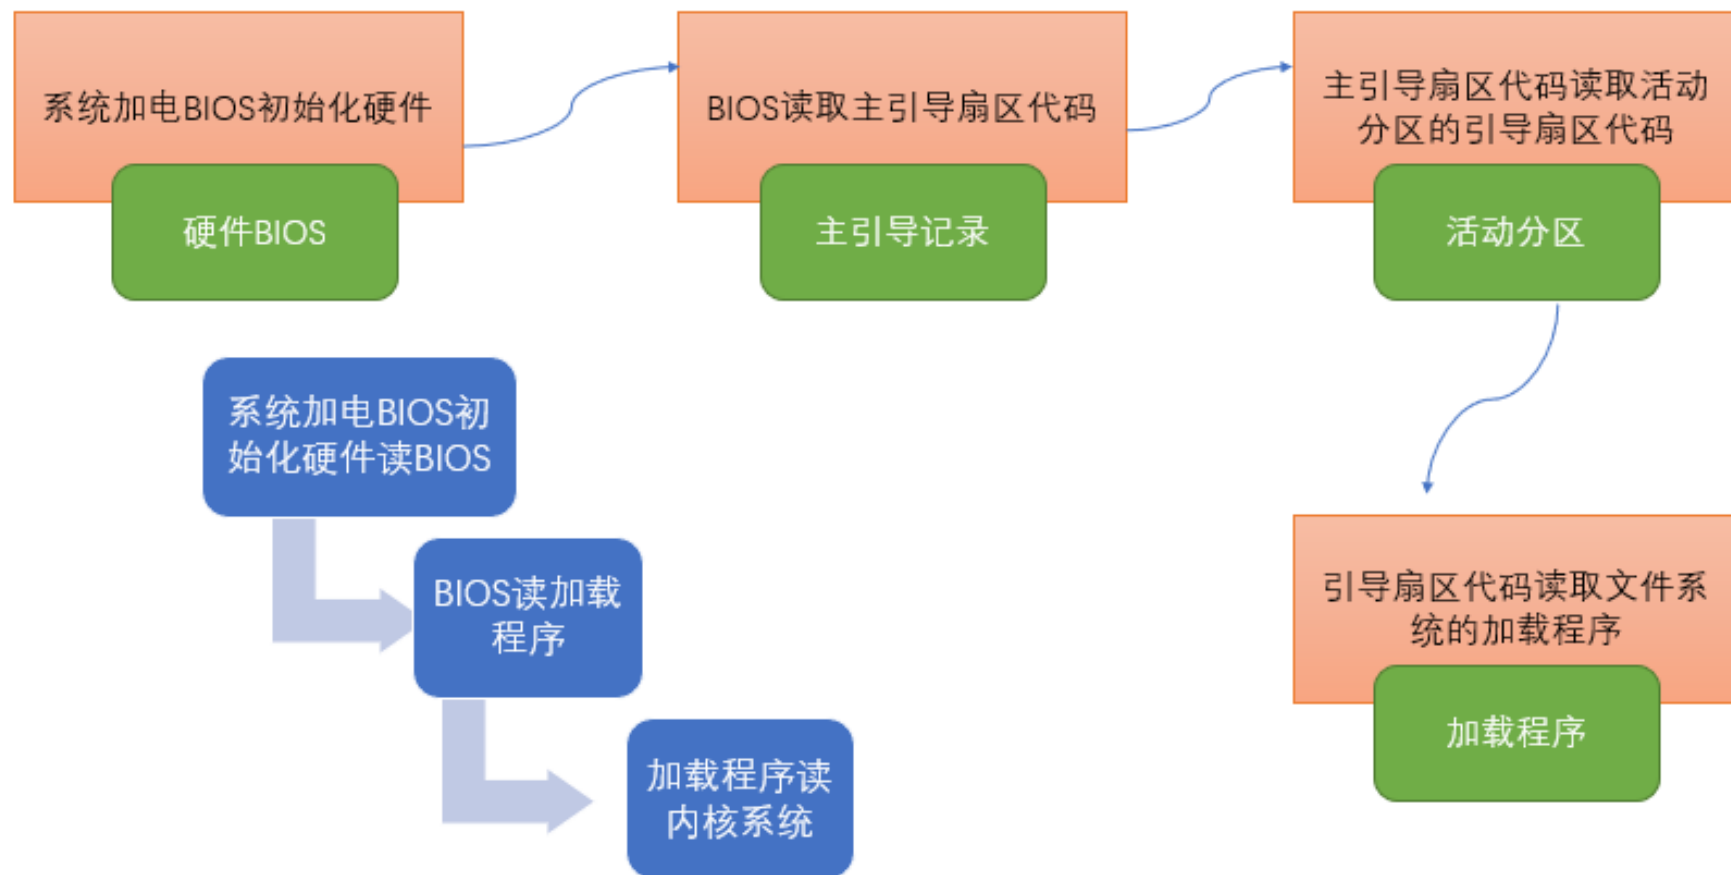 系统加电BIOS初始化硬件
硬件BIOS
BIOS读取主引导扇区代码
主引导记录
主引导扇区代码读取活动
分区的引导扇区代码
活动分区
引导扇区代码读取文件系
统的加载程序
加载程序
系统加电BIOS初
始化硬件读BIOS
BIOS读加载
程序
加载程序读
内核系统